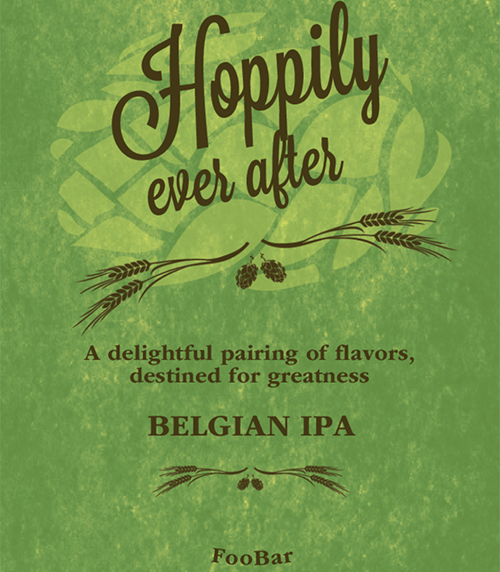 Hoppily
ever after
A delightful pairing of flavors,
destined for greatness
BELGIAN IPA
FooBar